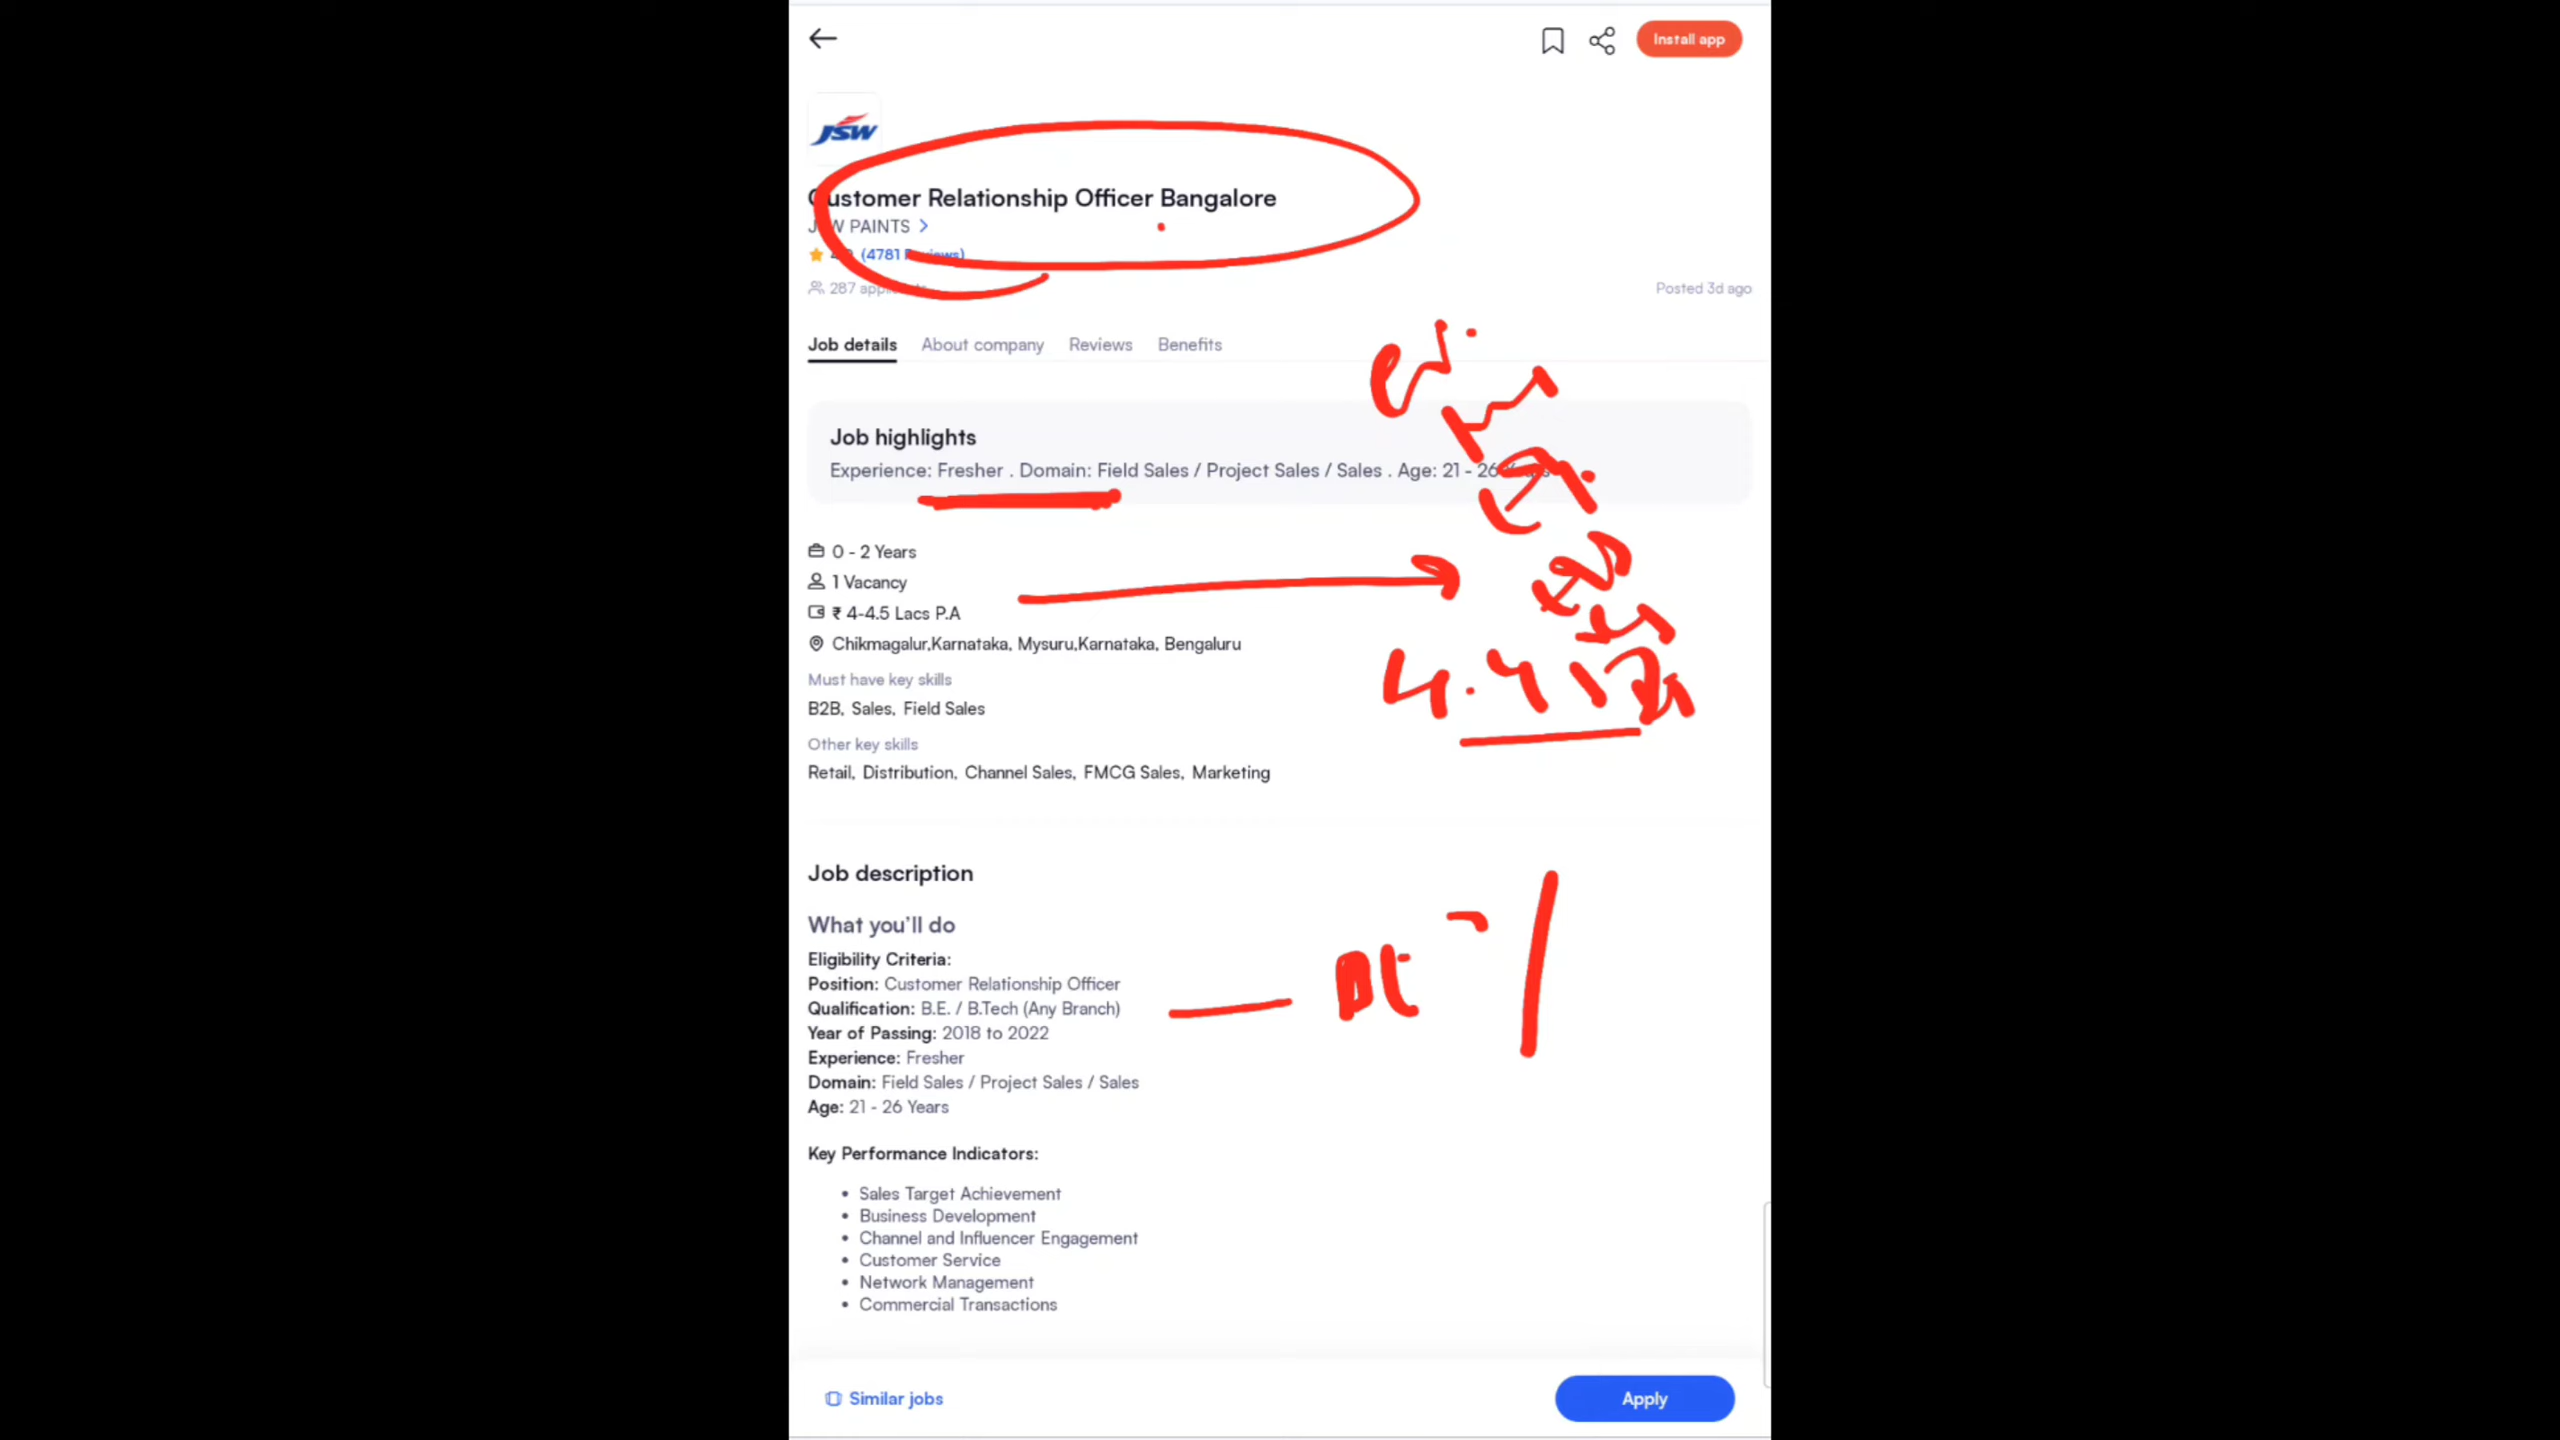 Install app
JSW
Customer Relationship Officer Bangalore
JSW PAINTS
(4781 Reviews)
287 applicants
Posted 3d ago
Job details About company Reviews Benefits
Job highlights
Experience: Fresher . Domain: Field Sales / Project Sales / Sales . Age: 21 - 26
0 - 2 Years
1 Vacancy
₹ 4-4.5 Lacs P.A
Chikmagalur,Karnataka, Mysuru,Karnataka, Bengaluru
Must have key skills
B2B, Sales, Field Sales
Other key skills
Retail, Distribution, Channel Sales, FMCG Sales, Marketing
Job description
What you'll do
Eligibility Criteria:
Position: Customer Relationship Officer
Qualification: B.E. / B.Tech (Any Branch)
Year of Passing: 2018 to 2022
Experience: Fresher
Domain: Field Sales / Project Sales / Sales
Age: 21 - 26 Years
Key Performance Indicators:
• Sales Target Achievement
• Business Development
• Channel and Influencer Engagement
• Customer Service
• Network Management
• Commercial Transactions
Similar jobs
Apply